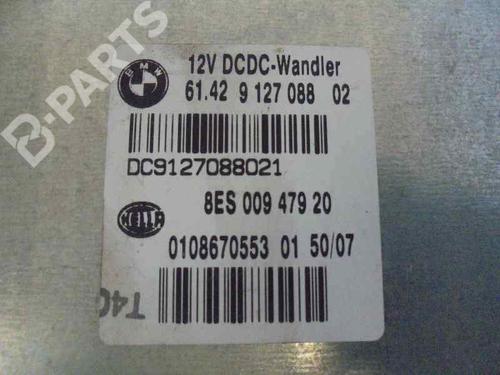 B-PARTS
BMW
12V DCDC-Wandler
61.42 9 127 088 02
DC9127088021
8ES 009 479 20
HELLA
0108670553 01 50/07